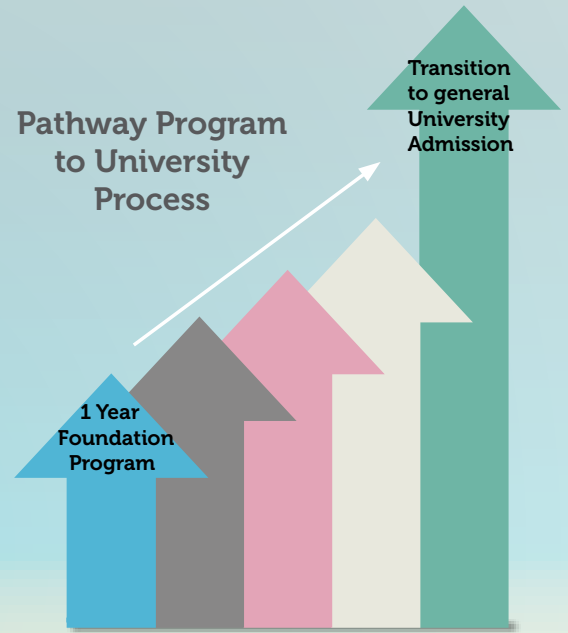 Pathway Program
to University
Process
Transition
to general
University
Admission
1 Year
Foundation
Program